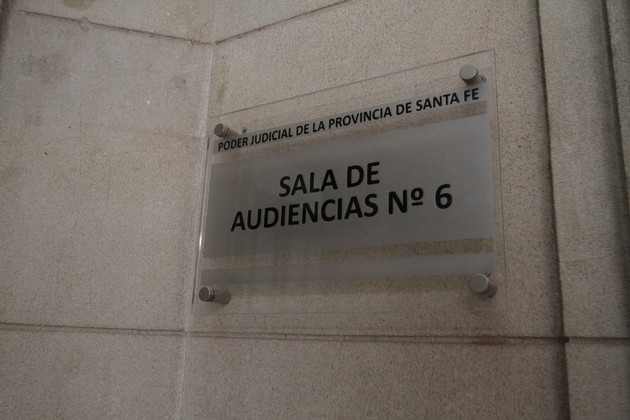 PODER JUDICIAL DE LA PROVINCIA DE SANTA FE
SALA DE
AUDIENCIAS Nº 6